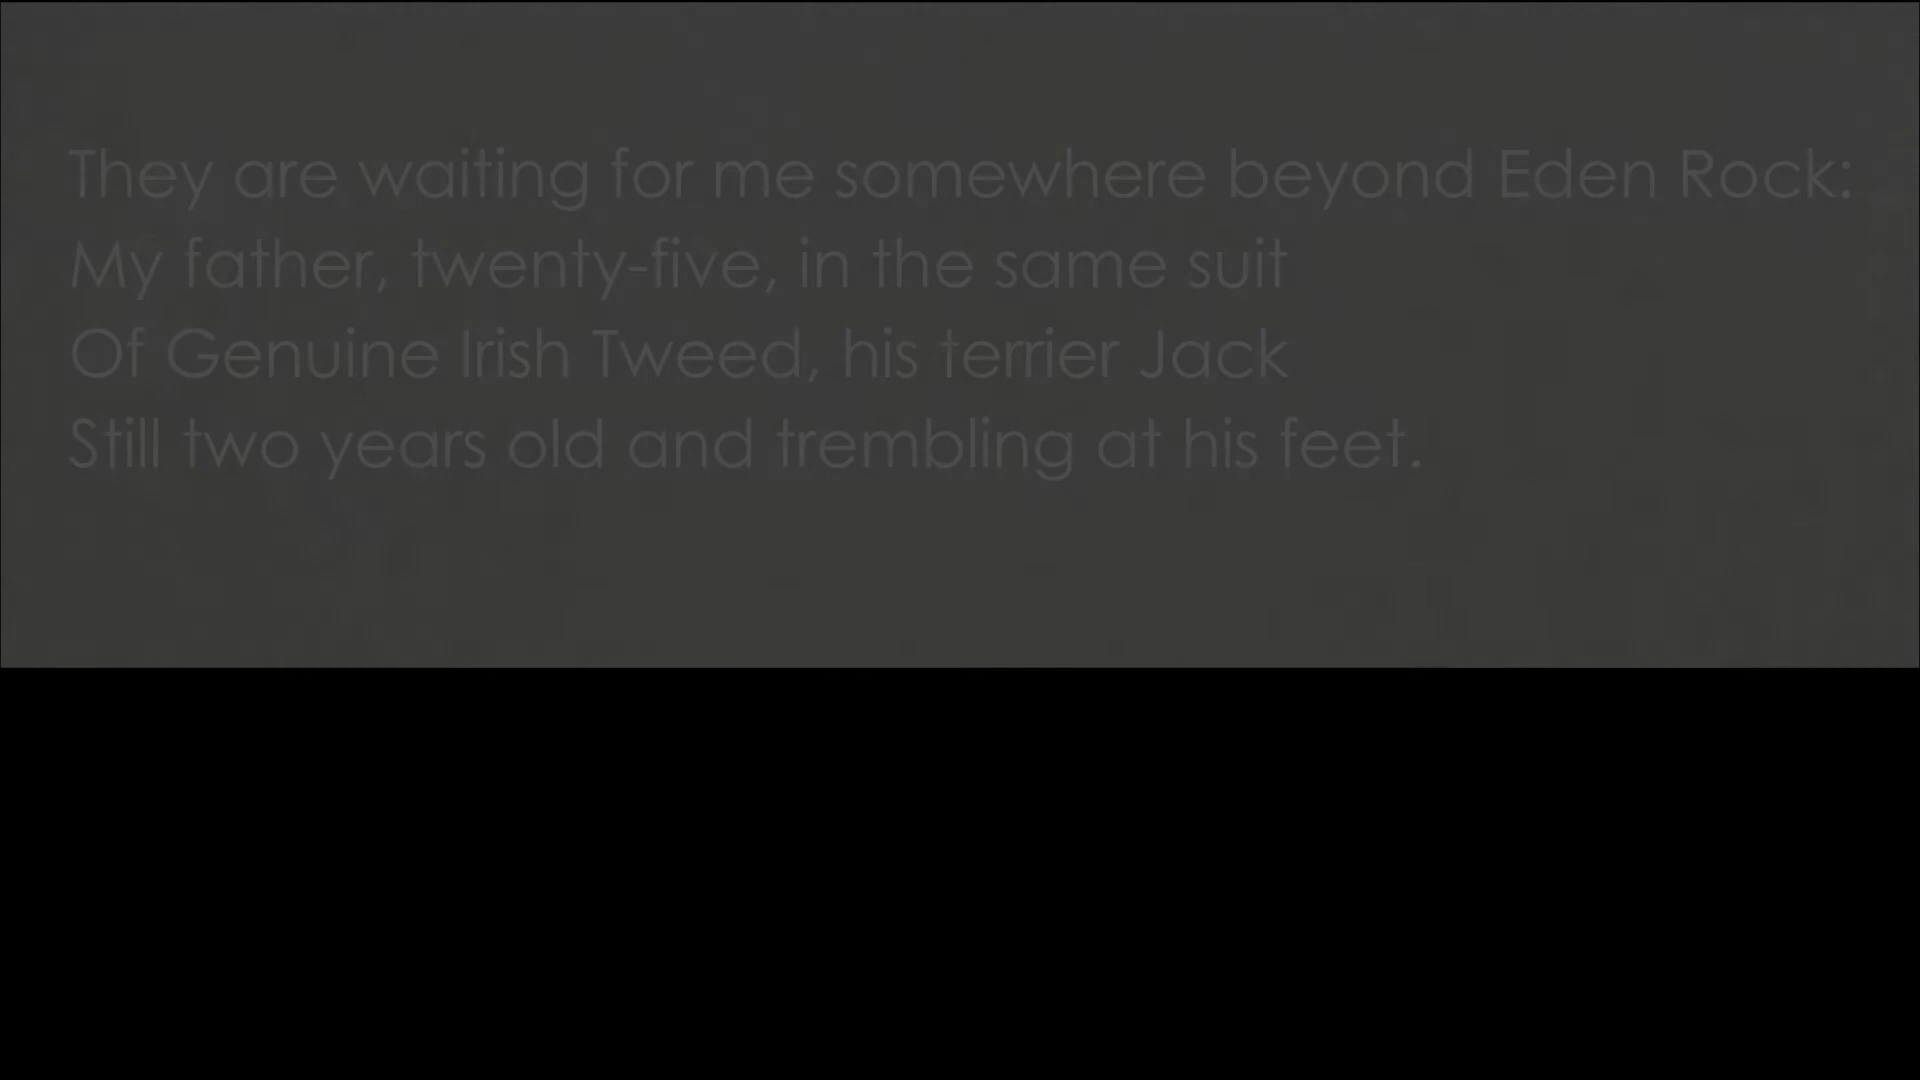 They are waiting for me somewhere beyond Eden Rock:
My father, twenty-five, in the same suit
Of Genuine Irish Tweed, his terrier Jack
Still two years old and trembling at his feet.